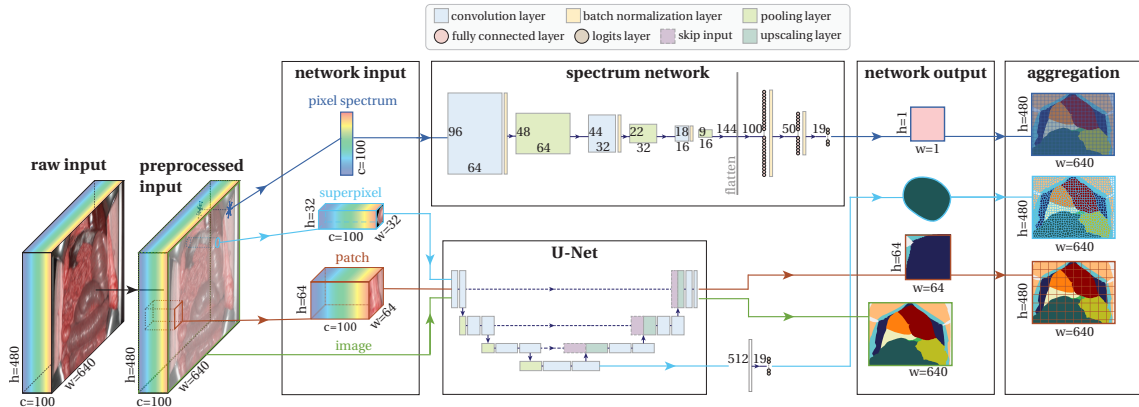 convolution layer
batch normalization layer
pooling layer
fully connected layer
logits layer
skip input
upscaling layer
network input
spectrum network
network output
aggregation
pixel spectrum
c=100
96
64
48
64
44
32
22
32
18
16
9
16
144
flatten
100
50
19
h=1
w=1
h=480
w=640
raw input
preprocessed
input
superpixel
h=32
c=100
w=32
h=480
w=640
U-Net
patch
h=64
c=100
w=64
h=64
w=64
h=480
w=640
image
512
19
h=480
w=640
h=480
w=640
c=100
w=640
c=100